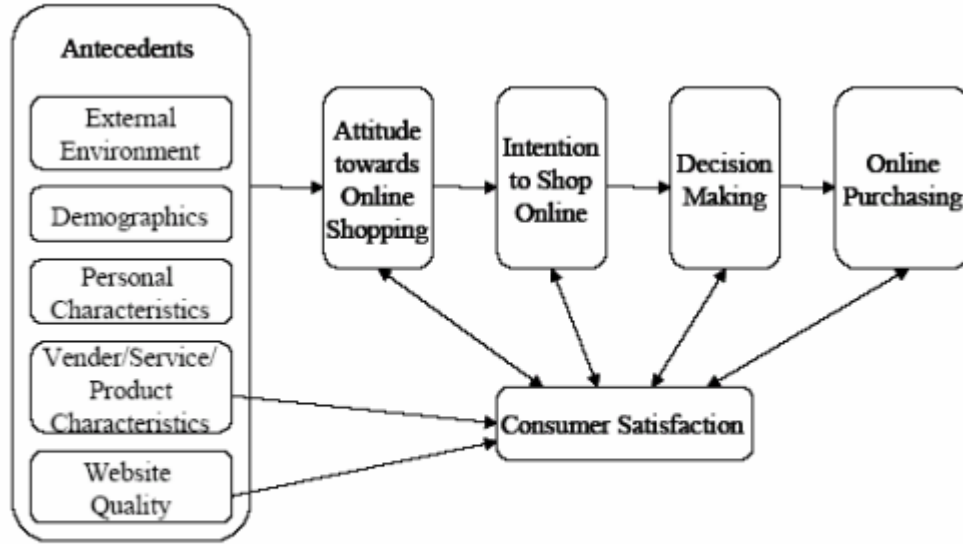 Antecedents
External
Environment
Demographics
Personal
Characteristics
Vender/Service/
Product
Characteristics
Website
Quality
Attitude
towards
Online
Shopping
Intention
to Shop
Online
Decision
Making
Online
Purchasing
Consumer Satisfaction